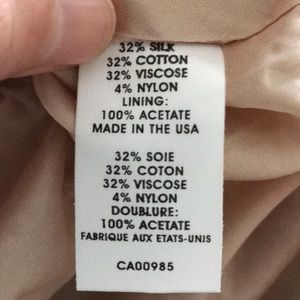 32% SILK
32% COTTON
32% VISCOSE
4% NYLON
LINING:
100% ACETATE
MADE IN THE USA
32% SOIE
32% COTON
32% VISCOSE
4% NYLON
DOUBLURE:
100% ACETATE
FABRIQUE AUX ETATS-UNIS
CA00985